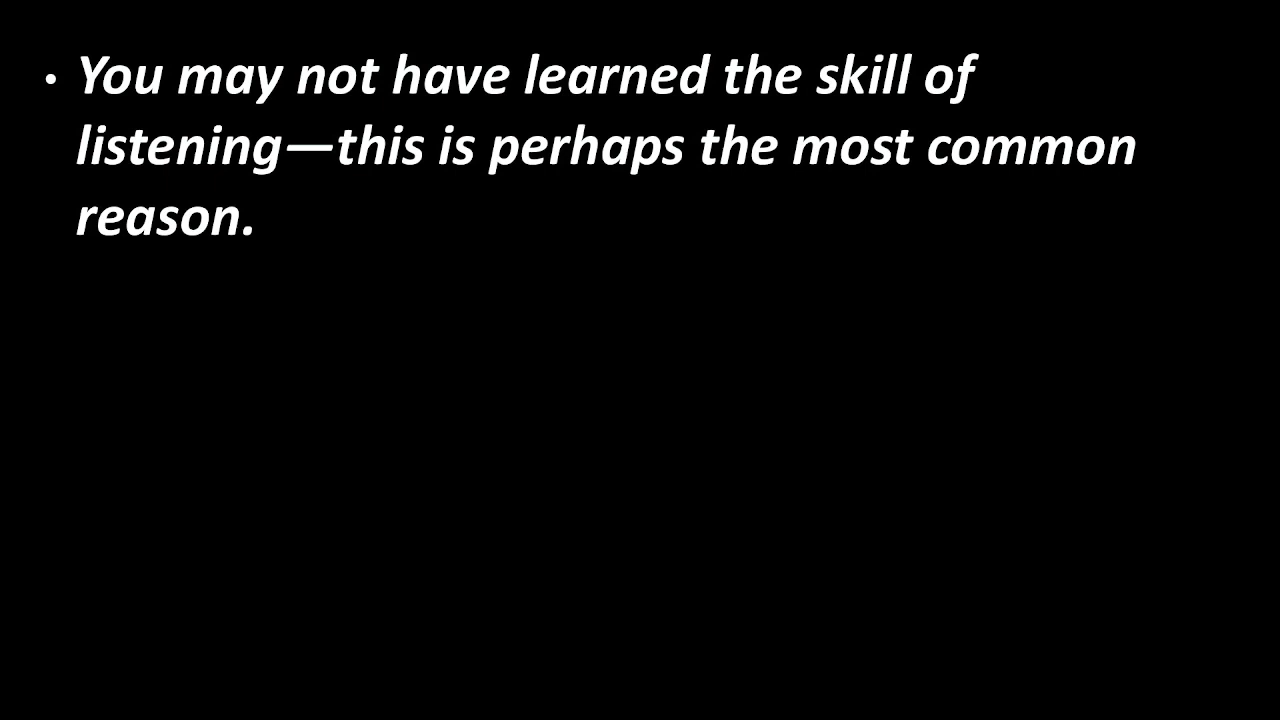 • You may not have learned the skill of
listening—this is perhaps the most common
reason.